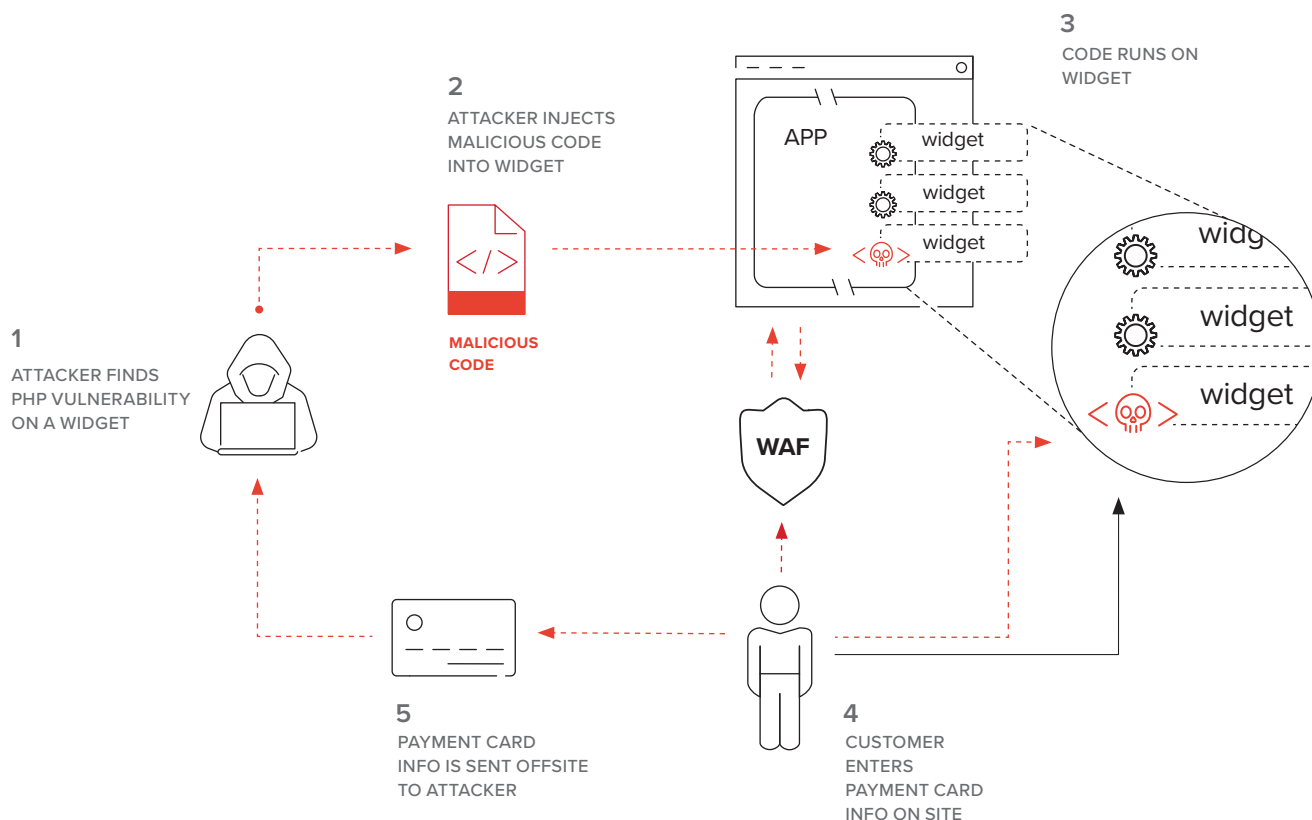 1
ATTACKER FINDS
PHP VULNERABILITY
ON A WIDGET
2
ATTACKER INJECTS
MALICIOUS CODE
INTO WIDGET
</>
MALICIOUS
CODE
APP
widget
widget
widget
< >
3
CODE RUNS ON
WIDGET
widg
widget
widget
< >
WAF
4
CUSTOMER
ENTERS
PAYMENT CARD
INFO ON SITE
5
PAYMENT CARD
INFO IS SENT OFFSITE
TO ATTACKER